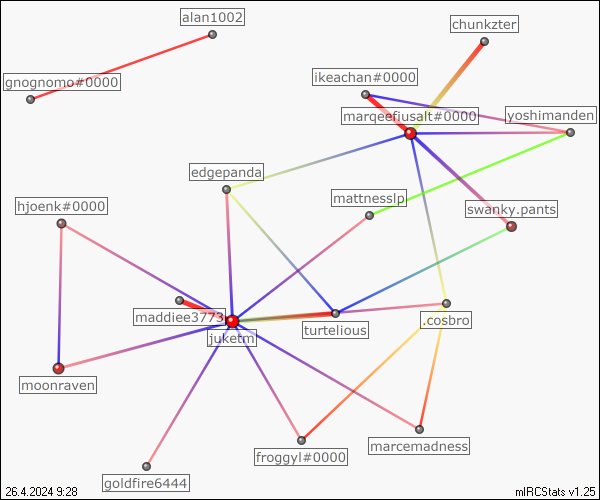 alan1002
chunkzter
gnognomo#0000
ikeachan#0000
marqeefiusalt#0000
yoshimanden
edgepanda
mattnesslp
hjoenk#0000
swanky.pants
maddiee3773
turtelious
.cosbro
juketm
moonraven
marcemadness
froggyl#0000
goldfire6444
26.4.2024 9:28
mIRCStats v1.25